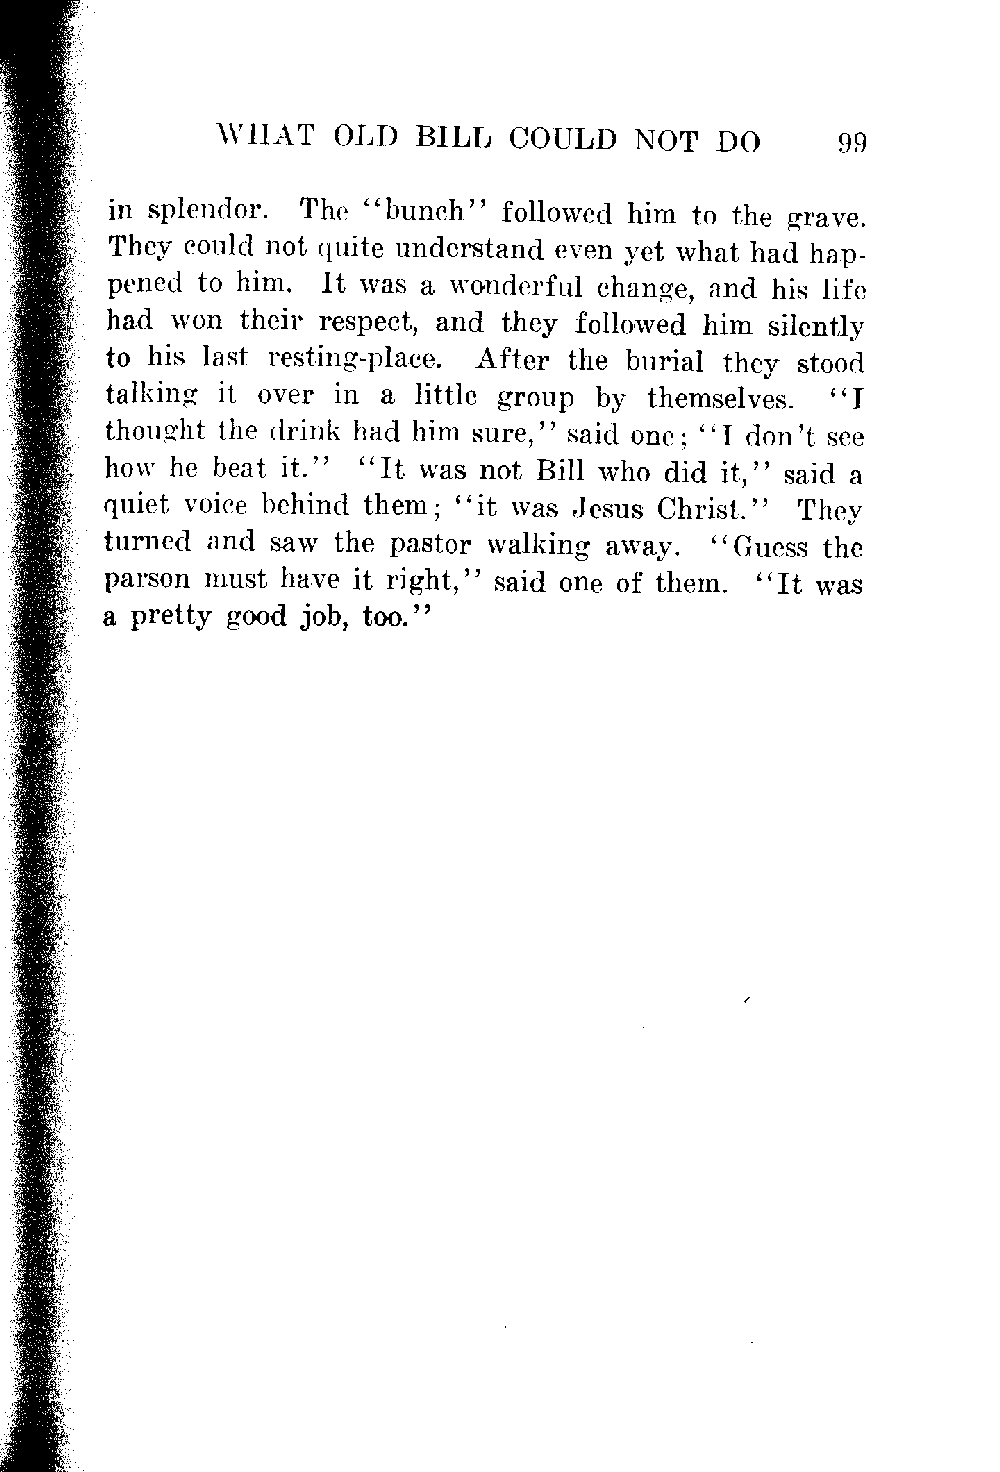 WHAT OLD BILL COULD NOT DO 99
in splendor. The "bunch" followed him to the grave.
They could not quite understand even yet what had hap-
pened to him. It was a wonderful change, and his life
had won their respect, and they followed him silently
to his last resting-place. After the burial they stood
talking it over in a little group by themselves. "I
thought the drink had him sure," said one; "I don't see
how he beat it." "It was not Bill who did it," said a
quiet voice behind them; "it was Jesus Christ." They
turned and saw the pastor walking away. "Guess the
parson must have it right," said one of them. "It was
a pretty good job, too."